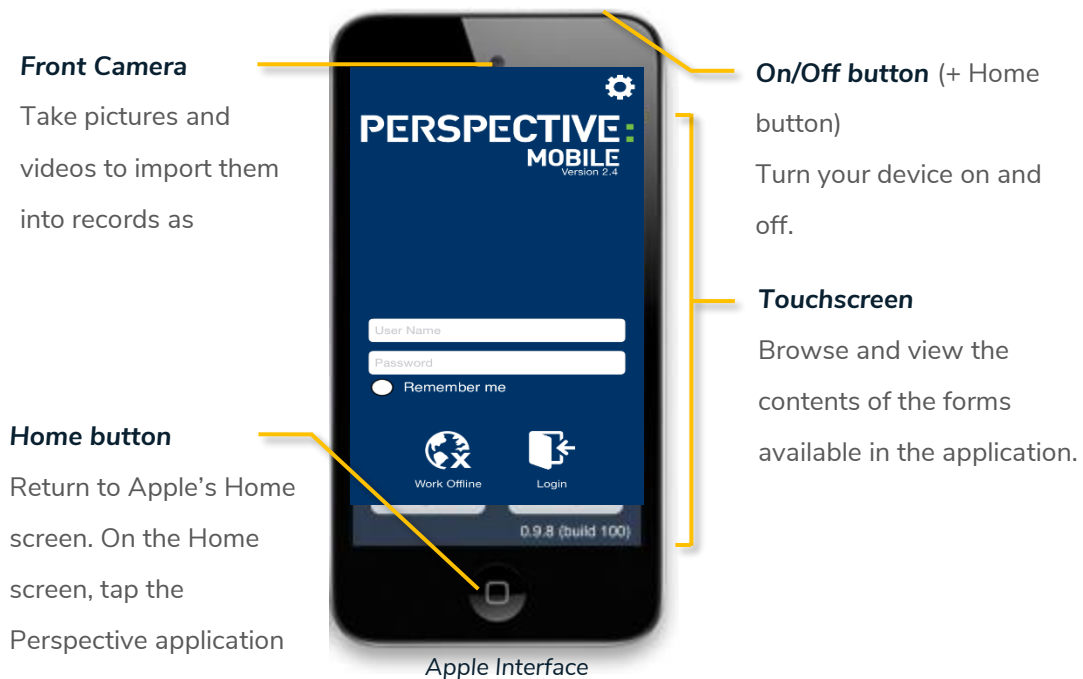 Front Camera
Take pictures and
videos to import them
into records as
Home button
Return to Apple's Home
screen. On the Home
screen, tap the
Perspective application
PERSPECTIVE:
MOBILE
Version 2.4
User Name
Password
Remember me
Work Offline
Login
0.9.8 (build 100)
Apple Interface
On/Off button (+ Home
button)
Turn your device on and
off.
Touchscreen
Browse and view the
contents of the forms
available in the application.